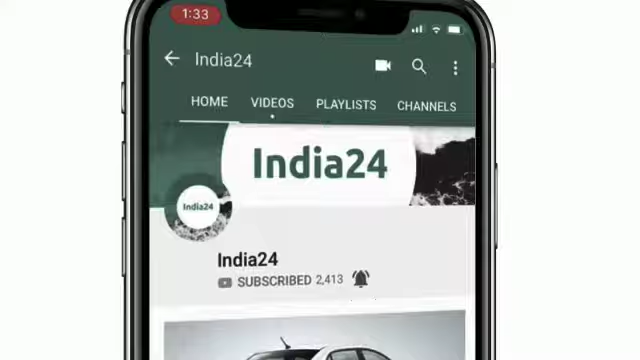 1:33
India24
HOME VIDEOS PLAYLISTS CHANNELS
India24
India24
India24
SUBSCRIBED 2,413